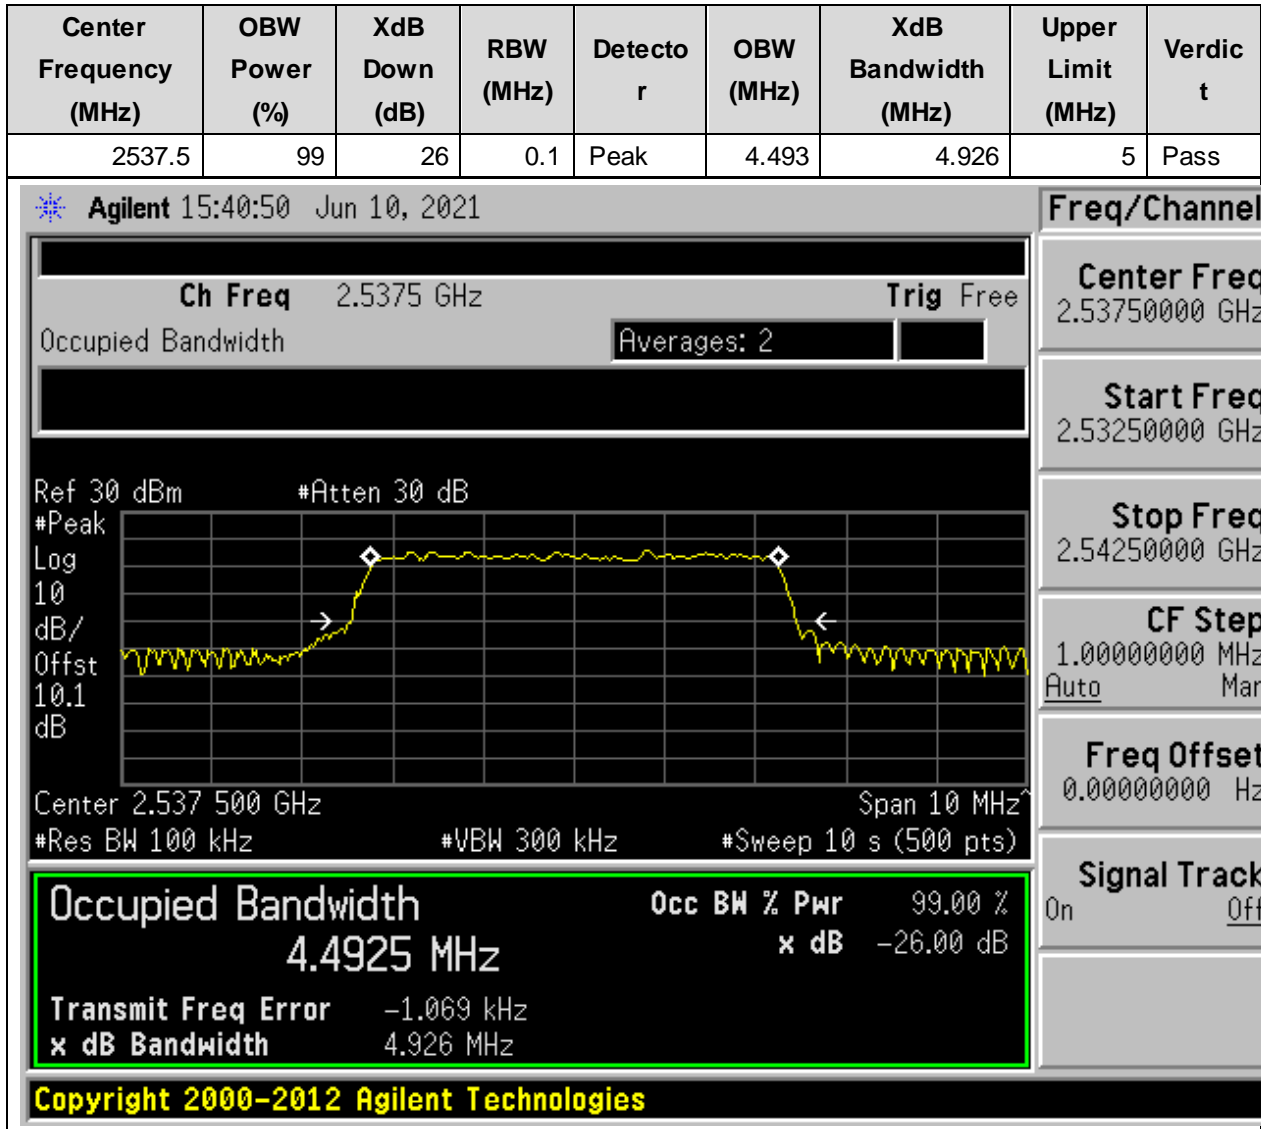 Center Frequency (MHz) OBW Power (%) XdB Down (dB) RBW (MHz) Detecto r OBW (MHz) XdB Bandwidth (MHz) Upper Limit (MHz) Verdic t
2537.5 99 26 0.1 Peak 4.493 4.926 5 Pass
Agilent 15:40:50 Jun 10, 2021
Freq/Channel
Ch Freq 2.5375 GHz Trig Free
Occupied Bandwidth Averages: 2
Center Freq
2.53750000 GHz
Start Freq
2.53250000 GHz
Stop Freq
2.54250000 GHz
CF Step
1.00000000 MHz
Auto Man
Freq Offset
0.00000000 Hz
Signal Track
On Off
Ref 30 dBm #Atten 30 dB
#Peak
Log
10
dB/
Offst
10.1
dB
Center 2.537 500 GHz Span 10 MHz^
#Res BW 100 kHz #VBW 300 kHz #Sweep 10 s (500 pts)
Occupied Bandwidth Occ BW % Pwr 99.00 %
4.4925 MHz x dB -26.00 dB
Transmit Freq Error -1.069 kHz
x dB Bandwidth 4.926 MHz
Copyright 2000-2012 Agilent Technologies